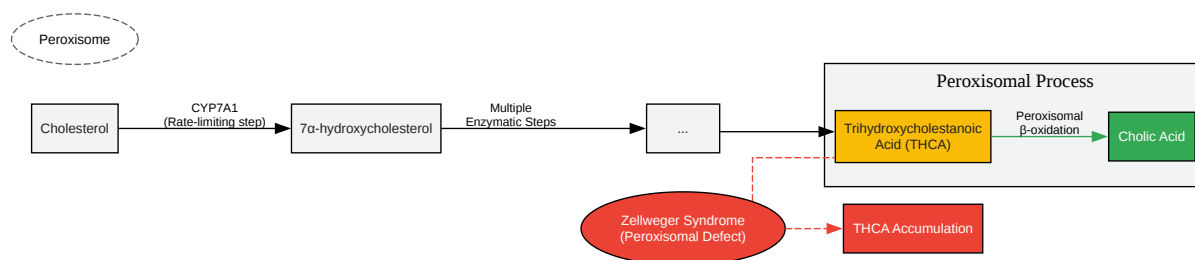 Peroxisome
Peroxisomal Process
Cholesterol
CYP7A1
(Rate-limiting step)
7α-hydroxycholesterol
Multiple
Enzymatic Steps
...
Trihydroxycholestanoic
Acid (THCA)
Peroxisomal
β-oxidation
Cholic Acid
Zellweger Syndrome
(Peroxisomal Defect)
THCA Accumulation